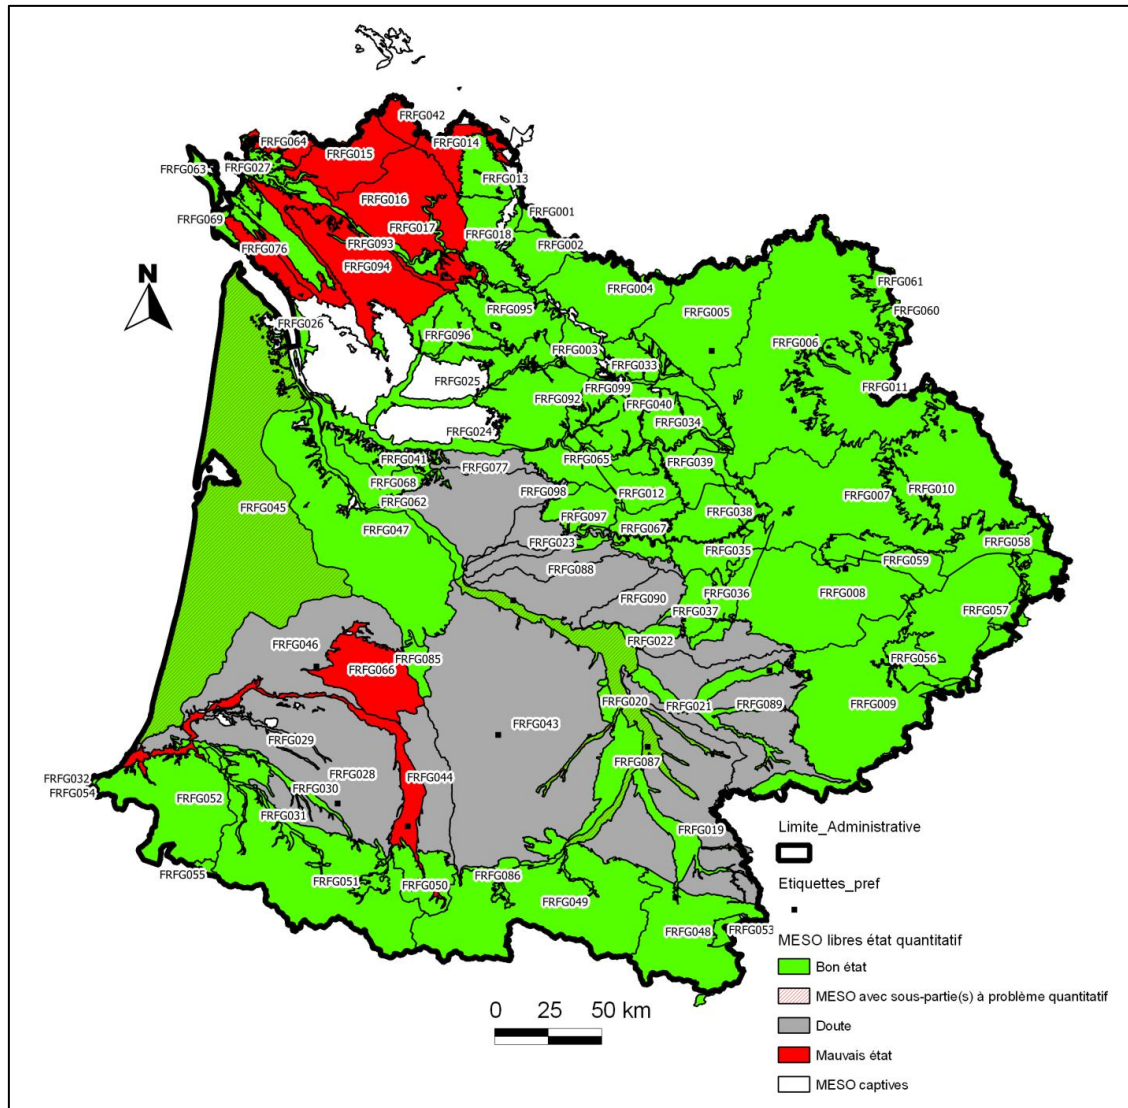 FRFG042
FRFG064
FRFG015
FRFG014
FRFG063
FRFG027
FRFG013
FRFG016
FRFG001
FRFG069
FRFG017
FRFG018
FRFG093
FRFG002
FRFG076
FRFG094
N
FRFG061
FRFG004
FRFG005
FRFG060
FRFG095
FRFG026
FRFG096
FRFG006
FRFG003
FRFG033
FRFG025
FRFG099
FRFG011
FRFG092
FRFG040
FRFG034
FRFG024
FRFG041
FRFG065
FRFG039
FRFG077
FRFG068
FRFG098
FRFG012
FRFG007
FRFG010
FRFG062
FRFG045
FRFG097
FRFG038
FRFG047
FRFG067
FRFG023
FRFG058
FRFG035
FRFG059
FRFG088
FRFG090
FRFG036
FRFG008
FRFG037
FRFG057
FRFG022
FRFG046
FRFG085
FRFG056
FRFG066
FRFG020
FRFG021
FRFG089
FRFG009
FRFG043
FRFG029
FRFG087
FRFG028
FRFG044
FRFG032
FRFG054
FRFG030
FRFG052
FRFG031
FRFG019
FRFG055
FRFG051
FRFG050
FRFG086
FRFG049
FRFG048
FRFG053
Limite_Administrative
Etiquettes_pref
MESO libres état quantitatif
Bon état
MESO avec sous-partie(s) à problème quantitatif
Doute
Mauvais état
MESO captives
0 25 50 km